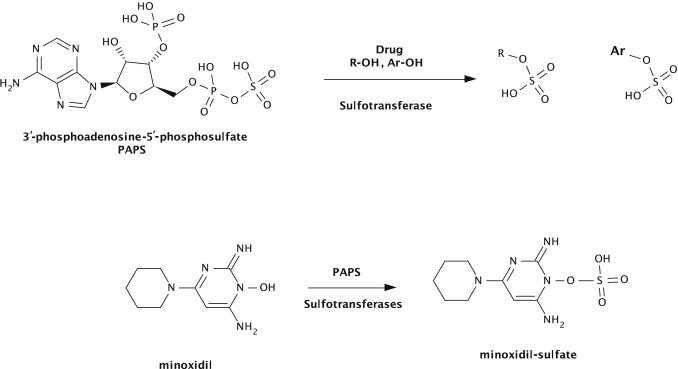 O
HO
P
OH
O
HO
N
N
N
N
H₂N
O
O
P
HO
O
O
HO
O
S
O
3′-phosphoadenosine-5′-phosphosulfate
PAPS
Drug
R-OH, Ar-OH
Sulfotransferase
R
O
S
O
HO
O
Ar
O
S
O
HO
O
NH
N
N
N
OH
NH₂
minoxidil
PAPS
Sulfotransferases
NH
N
N
N
O
OH
S
O
O
NH₂
minoxidil-sulfate